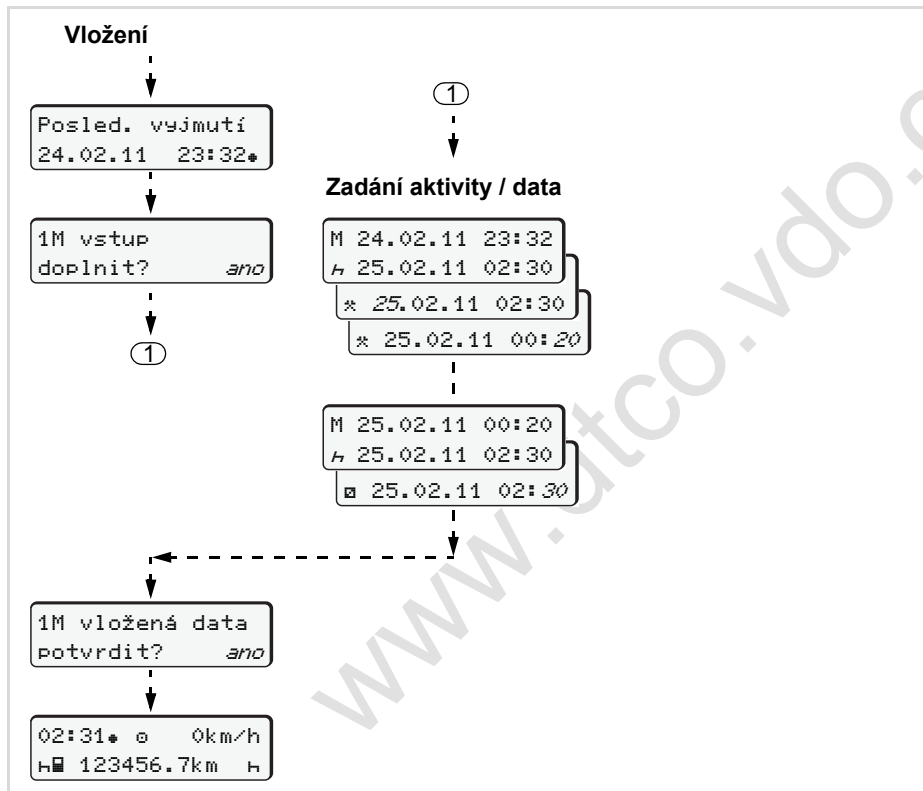 Vložení
Posled. vyjmutí
24.02.11 23:32
1M vstup
doplnit? ano
1
1
Zadání aktivity / data
M 24.02.11 23:32
25.02.11 02:30
25.02.11 02:30
25.02.11 00:20
M 25.02.11 00:20
25.02.11 02:30
25.02.11 02:30
1M vložená data
potvrdit? ano
02:31 0km/h
123456.7km
www.dtco.vdo.